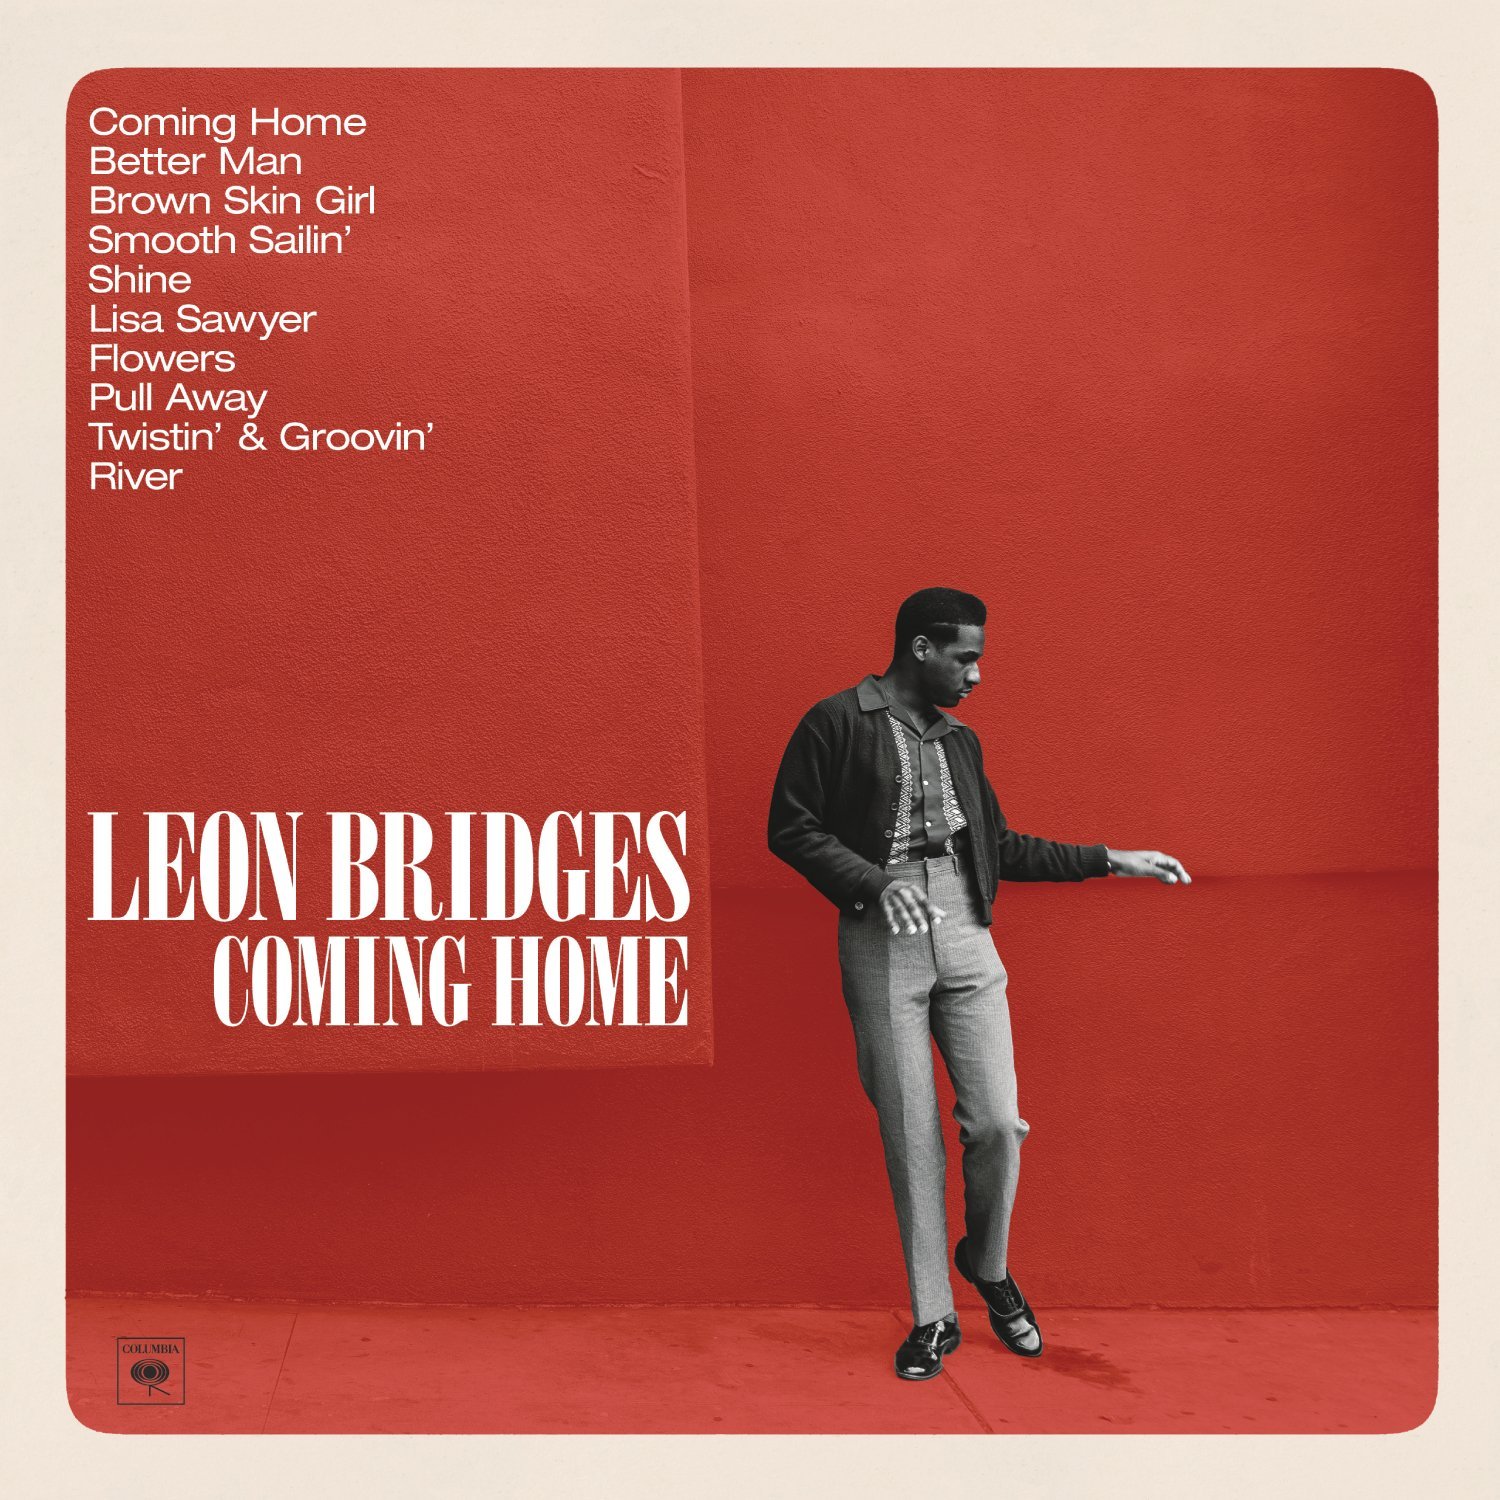 Coming Home
Better Man
Brown Skin Girl
Smooth Sailin’
Shine
Lisa Sawyer
Flowers
Pull Away
Twistin’ & Groovin’
River
LEON BRIDGES
COMING HOME
COLUMBIA